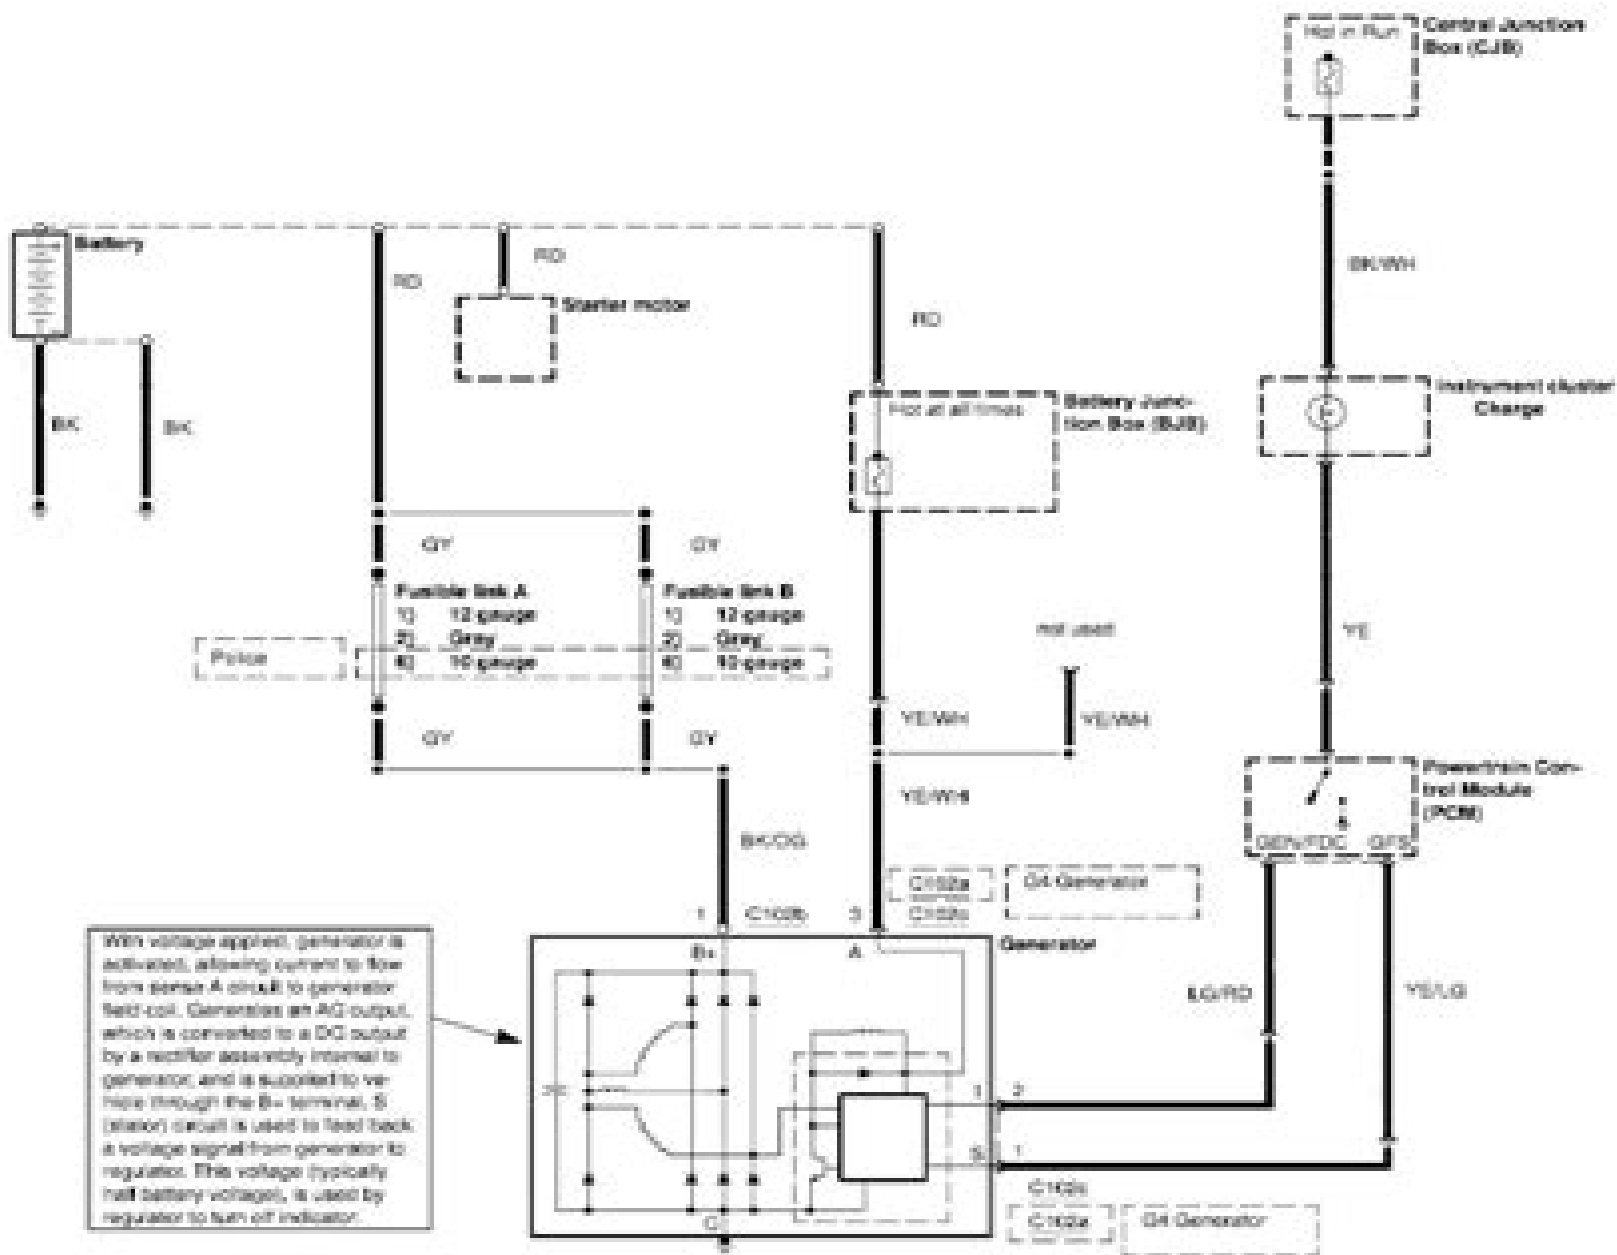 Hot in Run
Central Junction
Box (CJB)
Battery
RD
RD
Starter motor
RD
BK/WH
BK
BK
Hot at all times
Battery Junc-
tion Box (BJB)
Instrument cluster
Charge
GY
GY
Fusible link A
1) 12 gauge
2) Gray
Fusible link B
1) 12 gauge
2) Gray
Police
10 gauge
10 gauge
not used
YE
GY
GY
YE/WH
YE/WH
YE/WH
BK/OG
Powertrain Con-
trol Module
(PCM)
GEN/FDC
C102a
G4 Generator
1
C102b
3
C102c
B+
A
Generator
LG/RD
YE/LG
With voltage applied, generator is
activated, allowing current to flow
from sense A circuit to generator
field coil. Generates an AC output,
which is converted to a DC output
by a rectifier assembly internal to
generator, and is supplied to ve-
hicle through the B+ terminal. S
(stator) circuit is used to feed back
a voltage signal from generator to
regulator. This voltage (typically
half battery voltage), is used by
regulator to turn off indicator.
I
2
S
1
C102c
C102a
G4 Generator